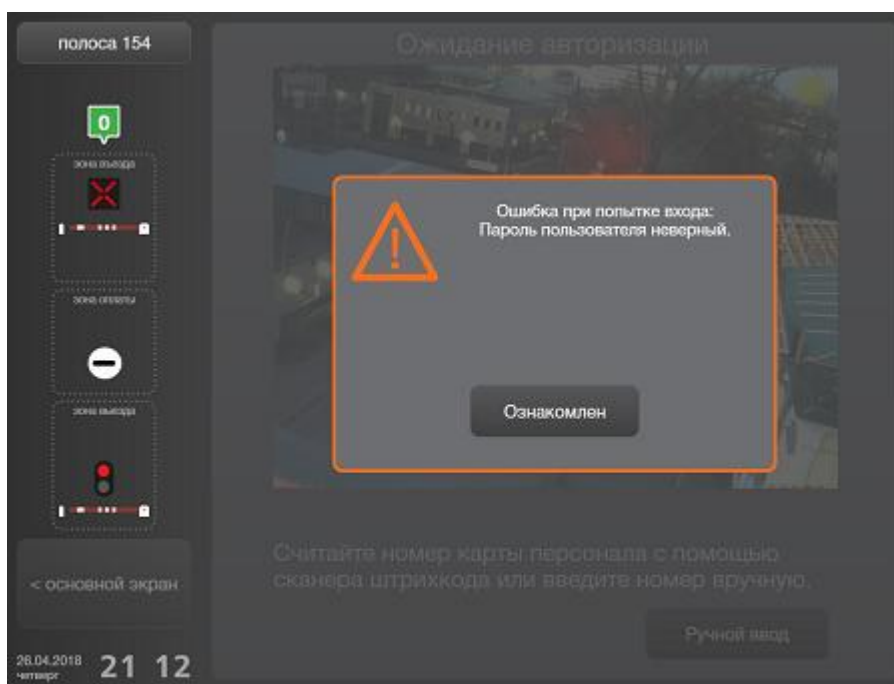 полоса 154
0
зона въезда
зона оплаты
зона выезда
< основной экран
26.04.2018
четверг
21 12
Ожидание авторизации
Ошибка при попытке входа:
Пароль пользователя неверный.
Ознакомлен
Считайте номер карты персонала с помощью
сканера штрихкода или введите номер вручную.
Ручной ввод